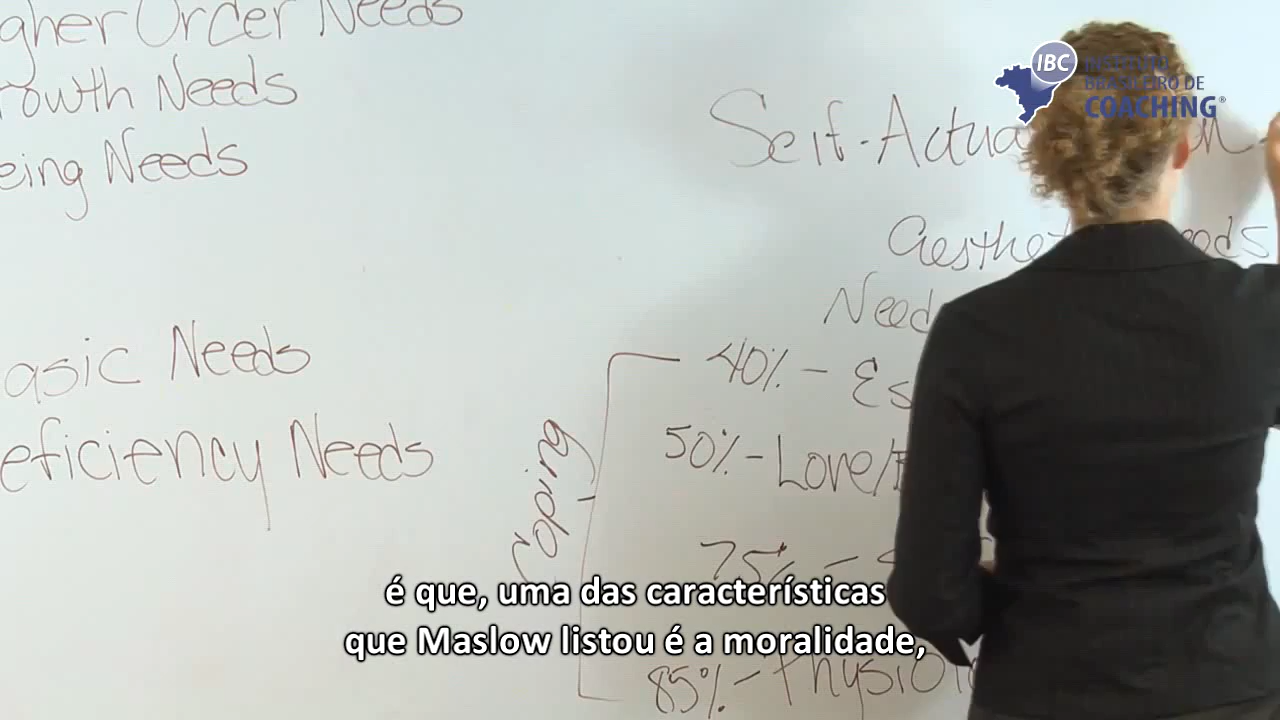 gher Order Needs
rowth Needs
eing Needs
IBC
INSTITUTO
BRASILEIRO DE
COACHING®
Self-Actua
Aesthe
Need
asic Needs
40% - Es
eficiency Needs
50% - Love/
Coping
75% -
é que, uma das características
que Maslow listou é a moralidade,
85% - Physiolo